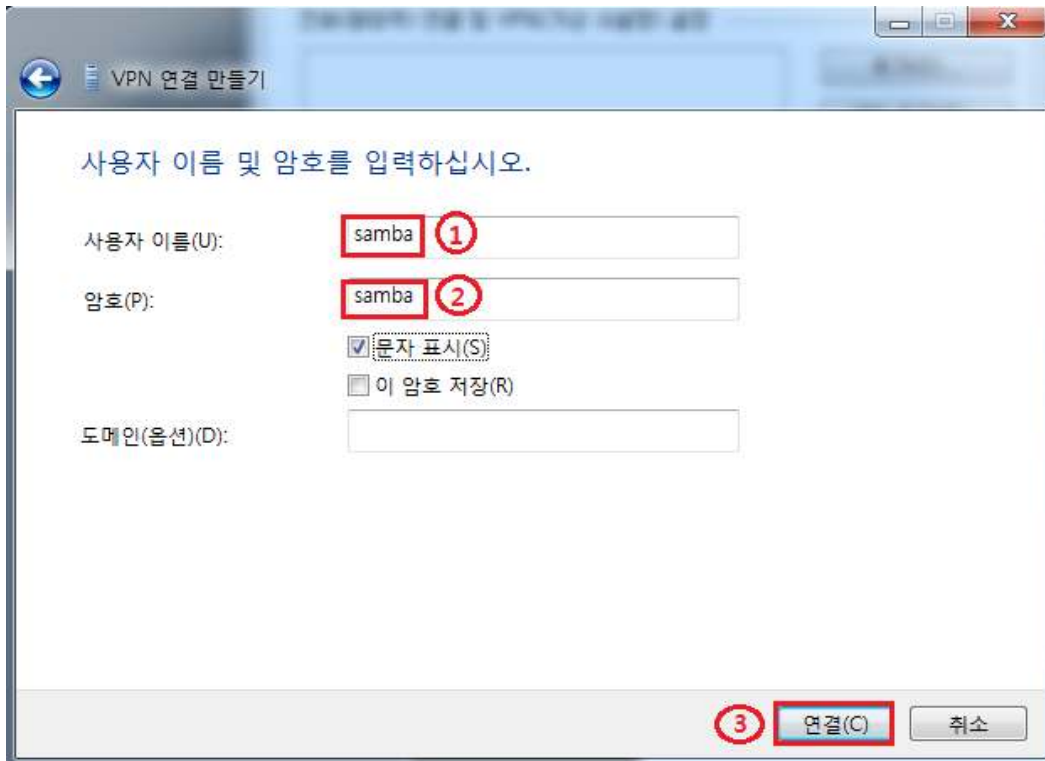 VPN 연결 만들기
사용자 이름 및 암호를 입력하십시오.
사용자 이름(U): samba 1
암호(P): samba 2
문자 표시(S)
이 암호 저장(R)
도메인(옵션)(D):
3 연결(C) 취소